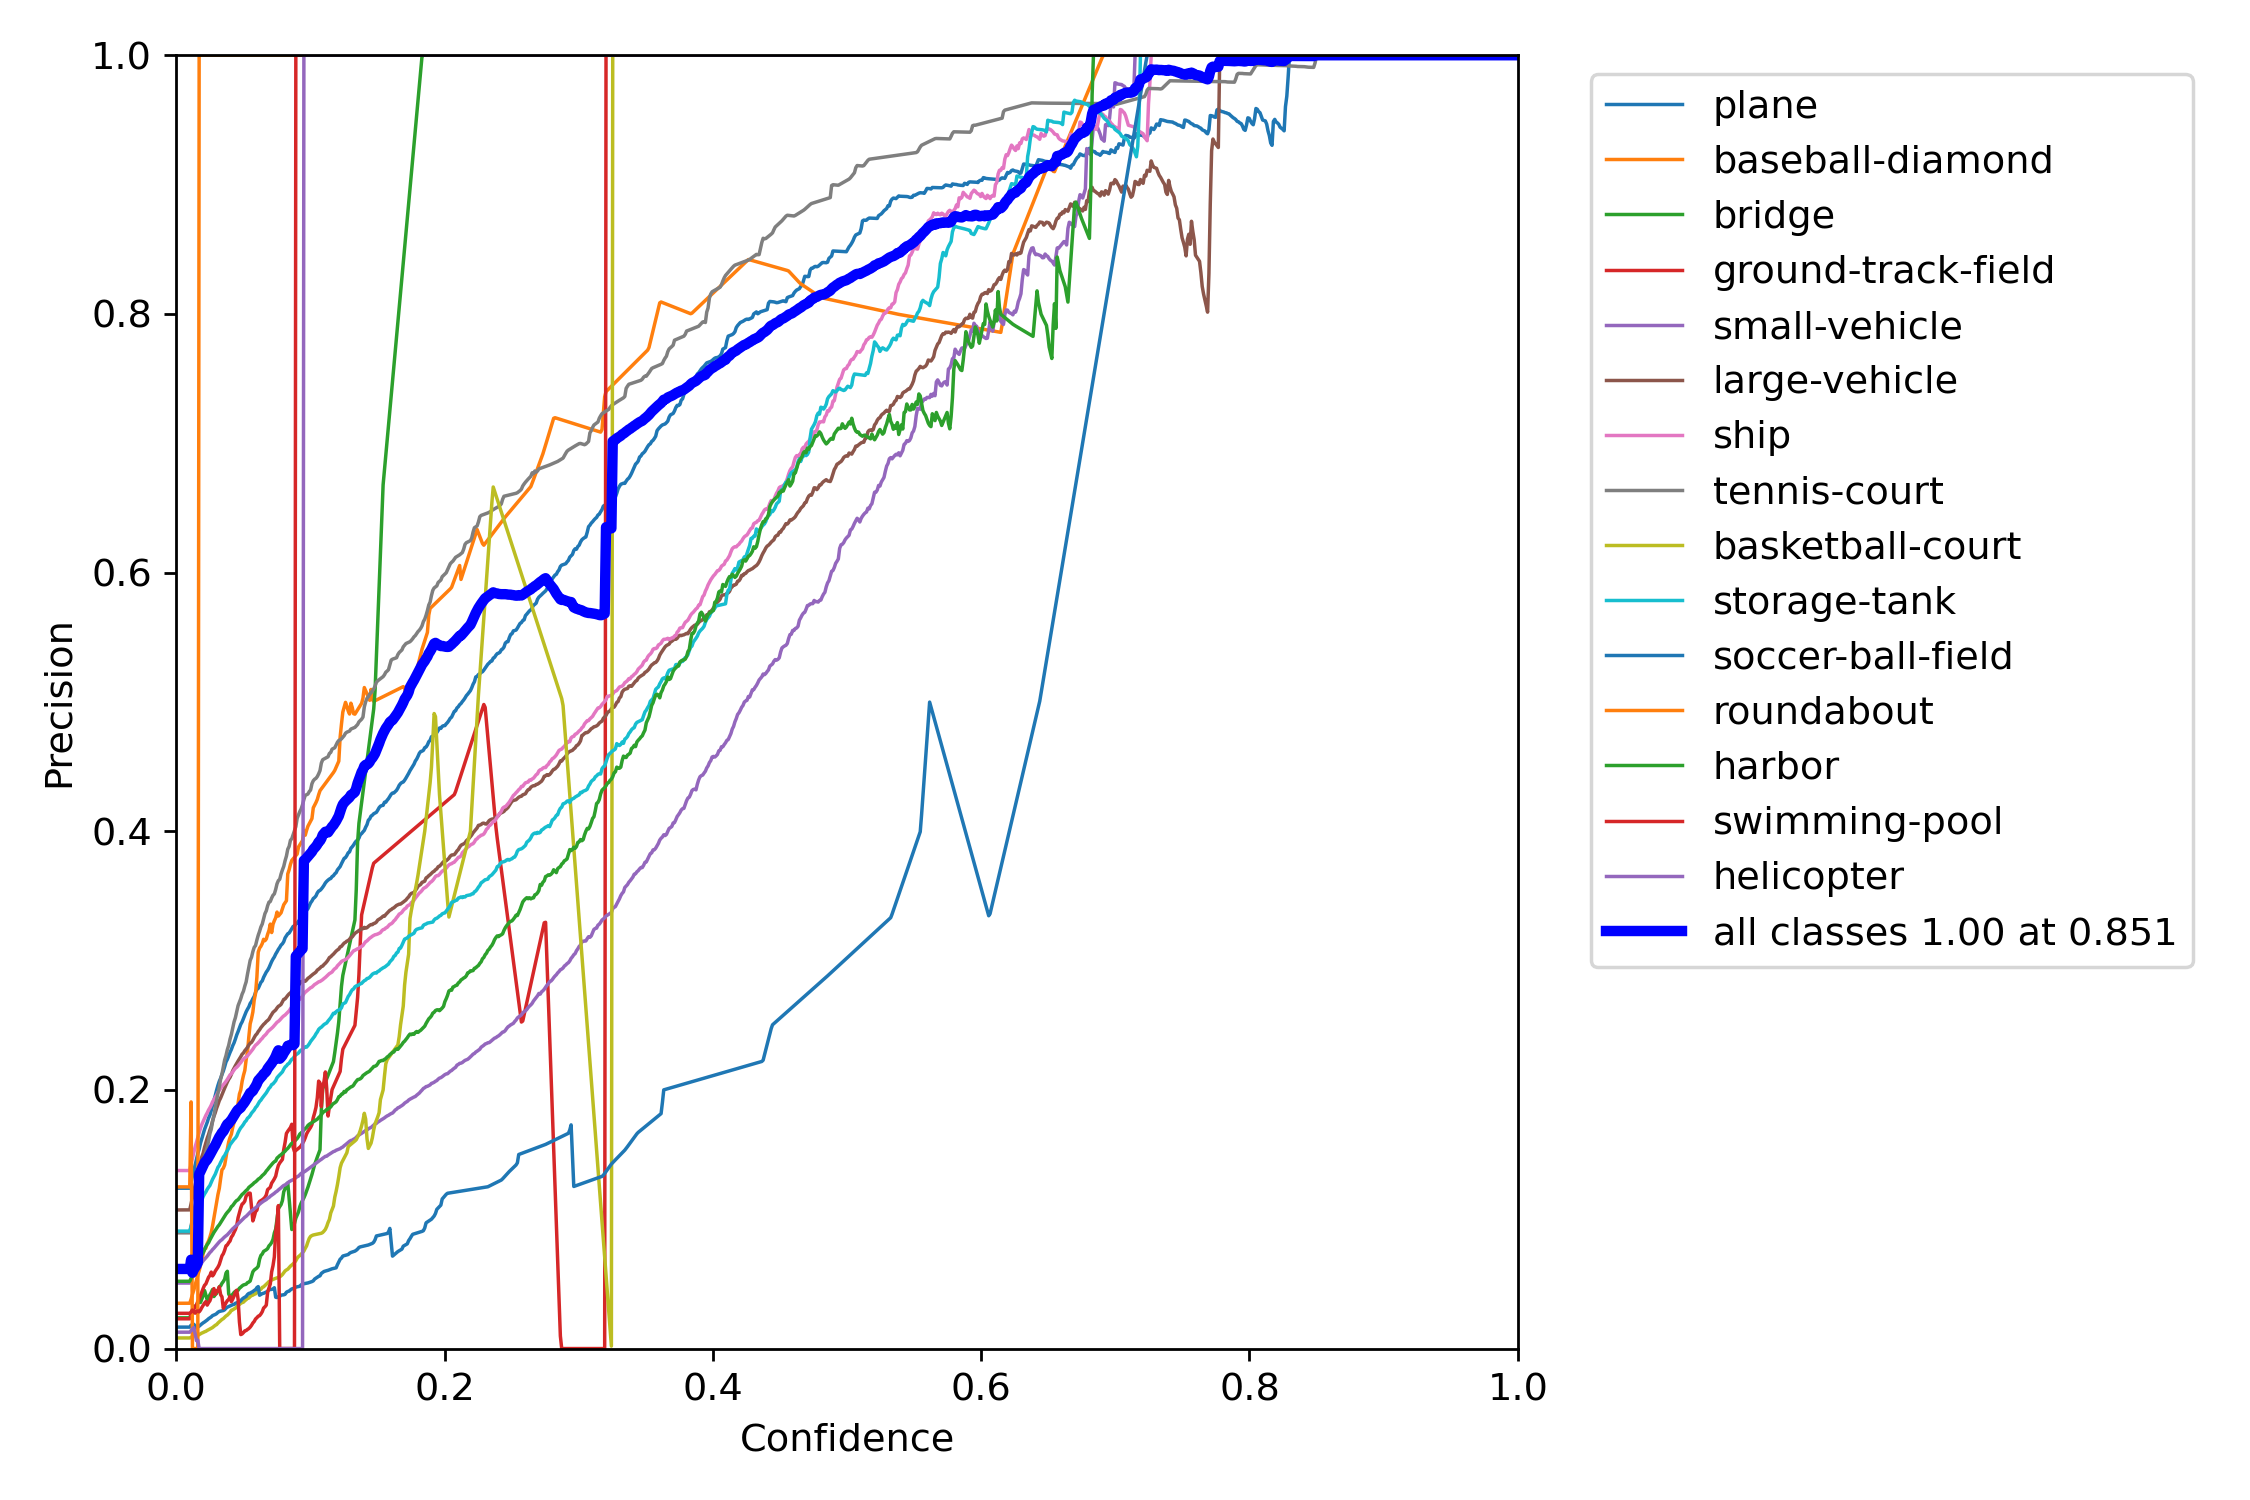 1.0
0.8
0.6
0.4
0.2
0.0
0.0 0.2 0.4 0.6 0.8 1.0
Precision
Confidence
plane
baseball-diamond
bridge
ground-track-field
small-vehicle
large-vehicle
ship
tennis-court
basketball-court
storage-tank
soccer-ball-field
roundabout
harbor
swimming-pool
helicopter
all classes 1.00 at 0.851